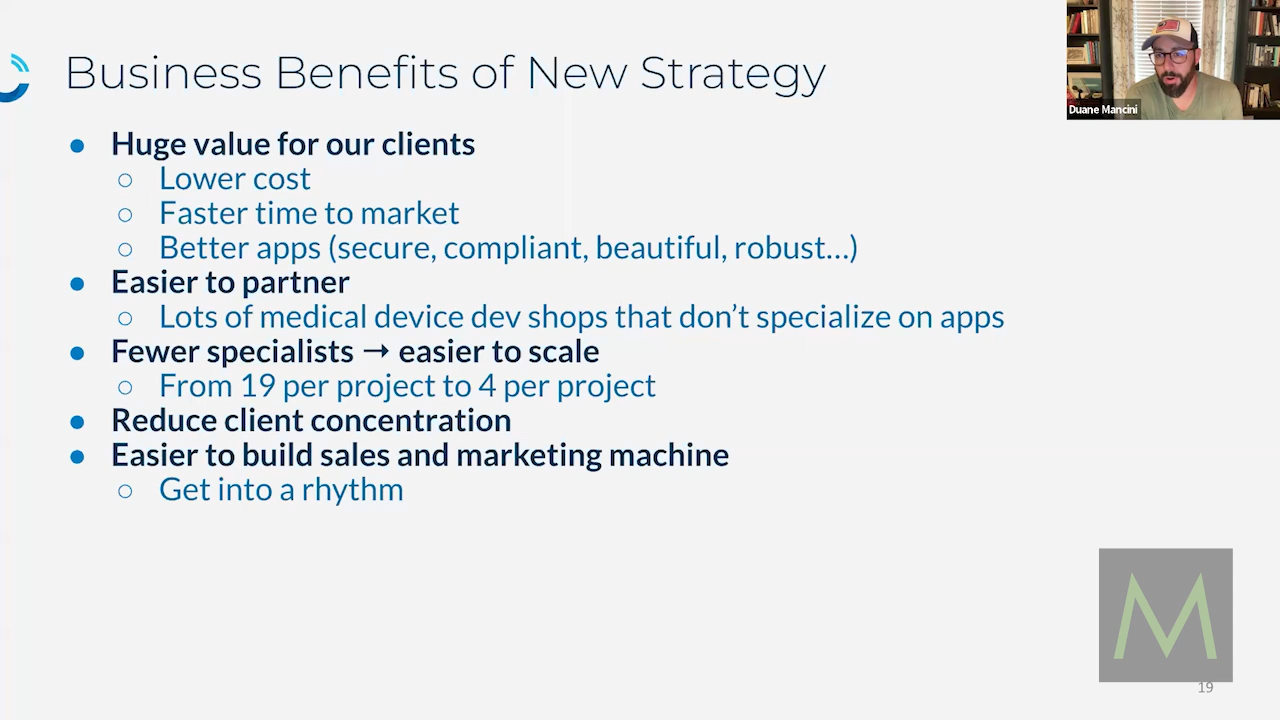 Business Benefits of New Strategy
Duane Mancini
● Huge value for our clients
○ Lower cost
○ Faster time to market
○ Better apps (secure, compliant, beautiful, robust...)
● Easier to partner
○ Lots of medical device dev shops that don’t specialize on apps
● Fewer specialists → easier to scale
○ From 19 per project to 4 per project
● Reduce client concentration
● Easier to build sales and marketing machine
○ Get into a rhythm
M
19